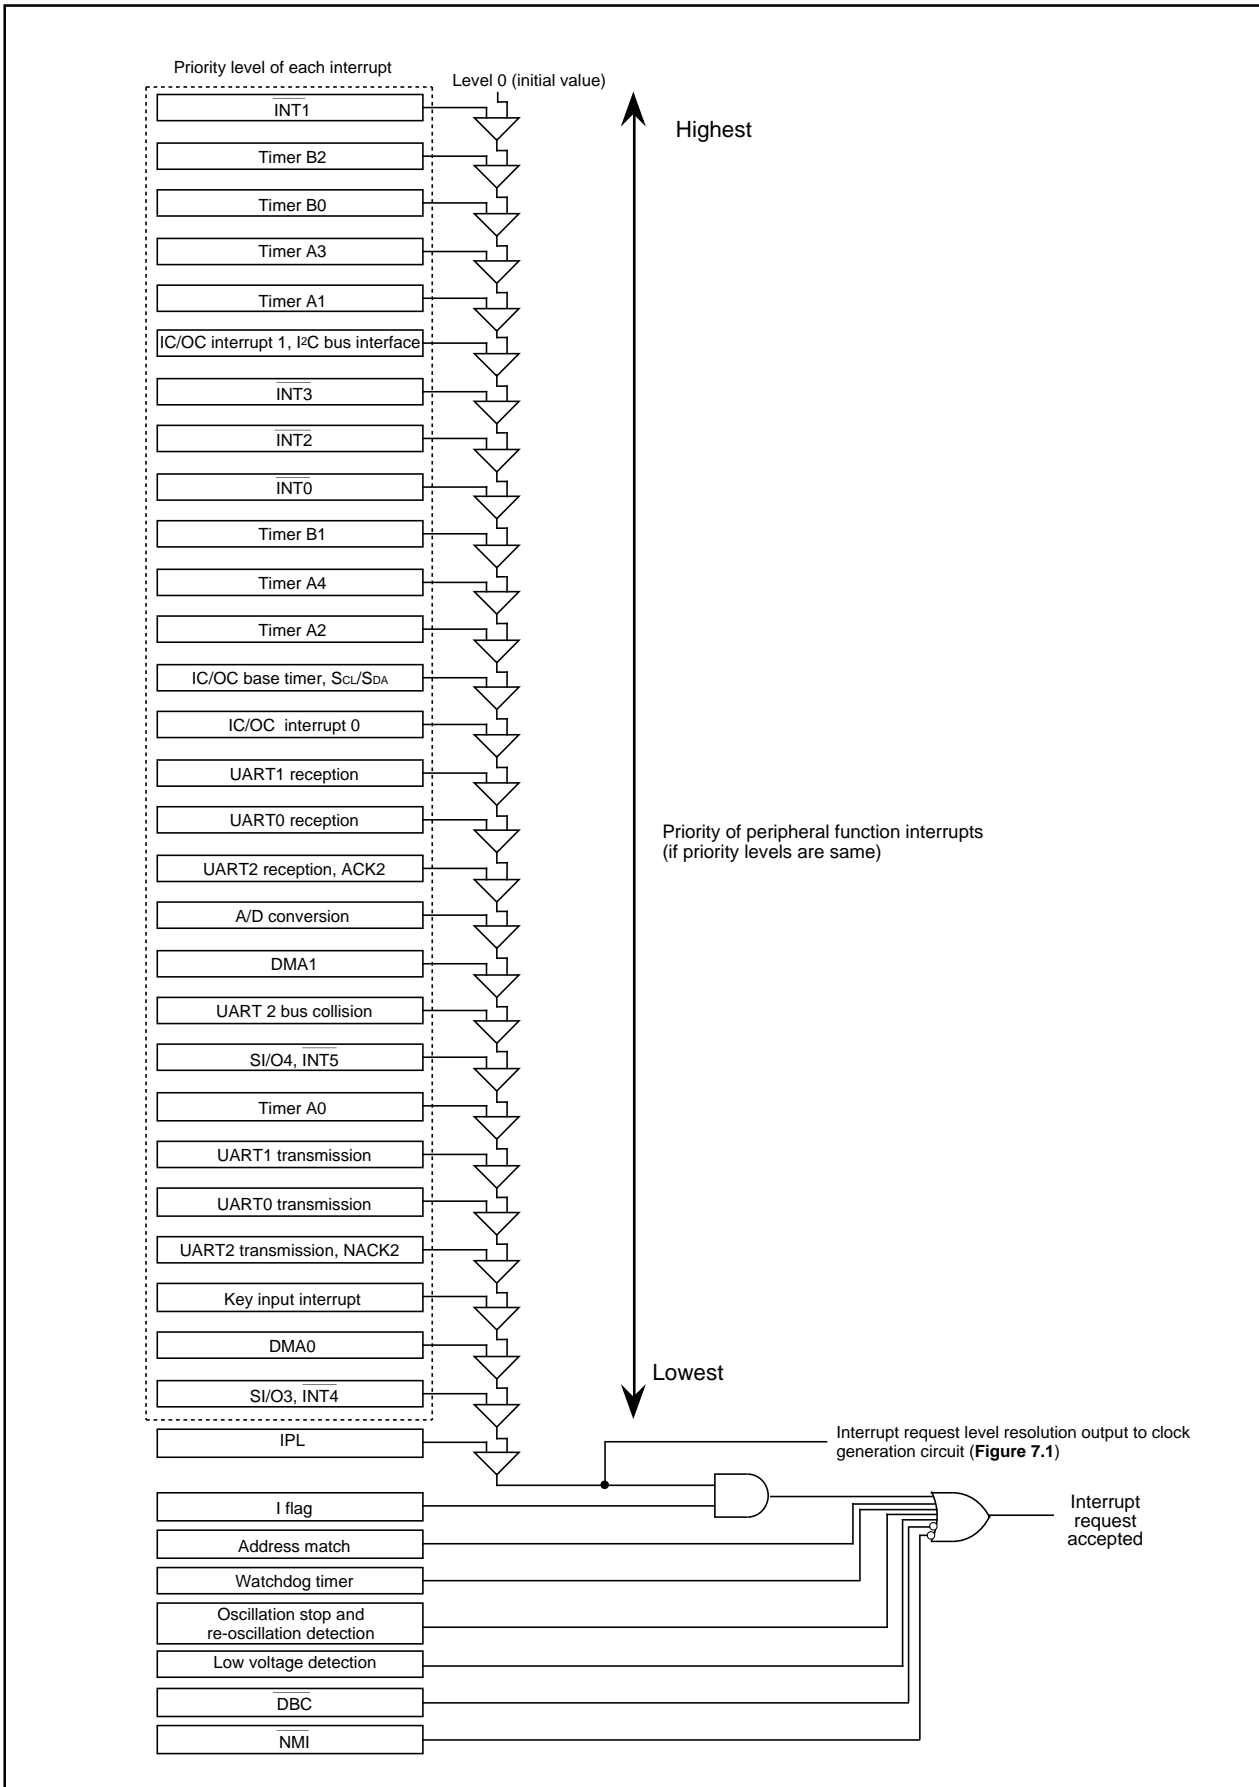 Priority level of each interrupt
Level 0 (initial value)
INT1
Highest
Timer B2
Timer B0
Timer A3
Timer A1
IC/OC interrupt 1, I²C bus interface
INT3
INT2
INT0
Timer B1
Timer A4
Timer A2
IC/OC base timer, SCL/SDA
IC/OC  interrupt 0
UART1 reception
UART0 reception
Priority of peripheral function interrupts
(if priority levels are same)
UART2 reception, ACK2
A/D conversion
DMA1
UART 2 bus collision
SI/O4, INT5
Timer A0
UART1 transmission
UART0 transmission
UART2 transmission, NACK2
Key input interrupt
DMA0
Lowest
SI/O3, INT4
IPL
Interrupt request level resolution output to clock
generation circuit (Figure 7.1)
I flag
Interrupt
request
accepted
Address match
Watchdog timer
Oscillation stop and
re-oscillation detection
Low voltage detection
DBC
NMI